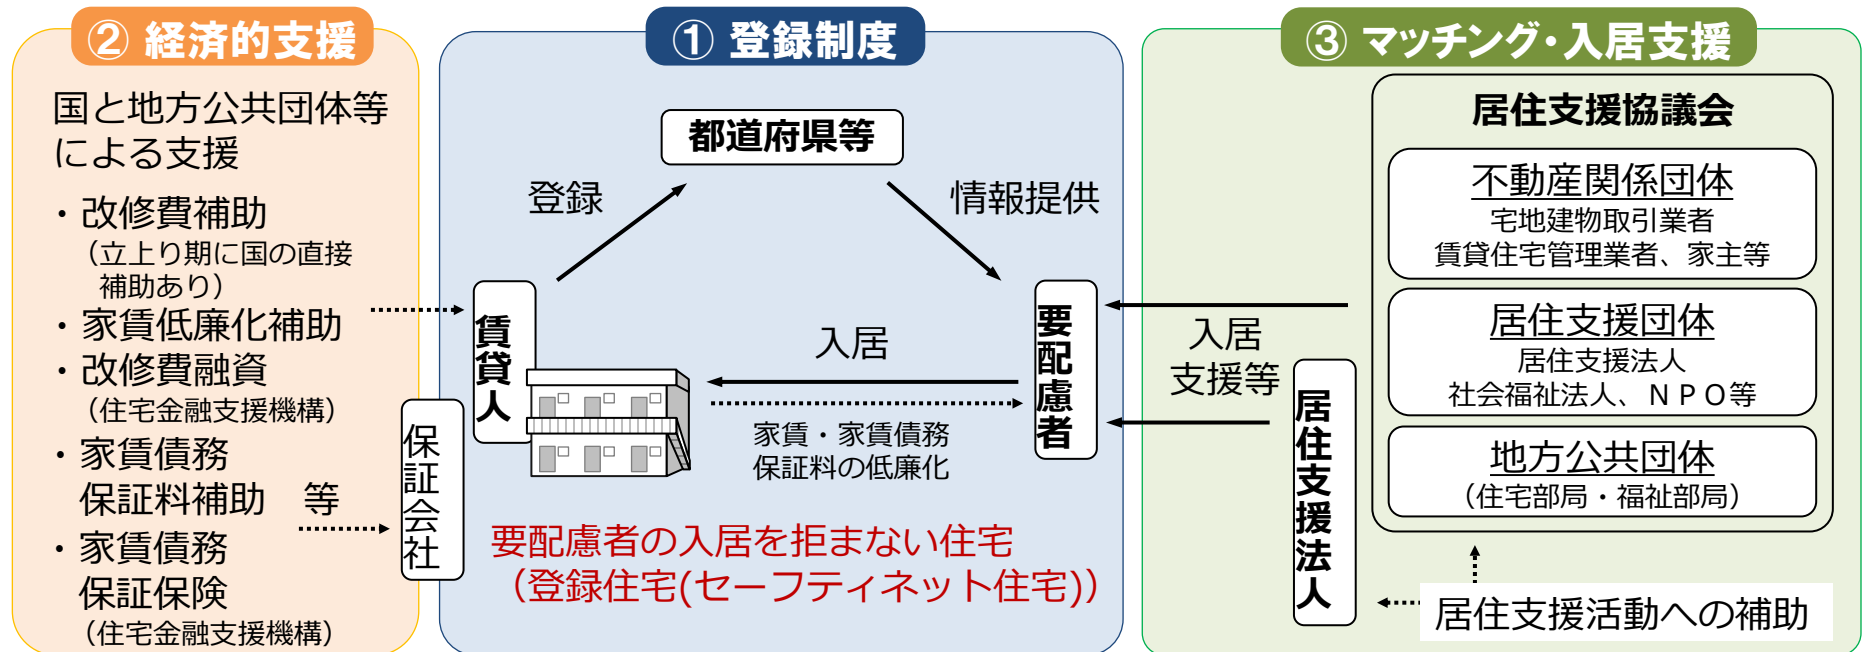 ② 経済的支援
国と地方公共団体等
による支援
・改修費補助
（立上り期に国の直接
補助あり）
・家賃低廉化補助
・改修費融資
（住宅金融支援機構）
・家賃債務
保証料補助　等
・家賃債務
保証保険
（住宅金融支援機構）
保証会社
① 登録制度
都道府県等
登録
情報提供
賃貸人
入居
要配慮者
家賃・家賃債務
保証料の低廉化
要配慮者の入居を拒まない住宅
（登録住宅(セーフティネット住宅)）
③ マッチング・入居支援
入居
支援等
居住支援法人
居住支援協議会
不動産関係団体
宅地建物取引業者
賃貸住宅管理業者、家主等
居住支援団体
居住支援法人
社会福祉法人、ＮＰＯ等
地方公共団体
（住宅部局・福祉部局）
居住支援活動への補助